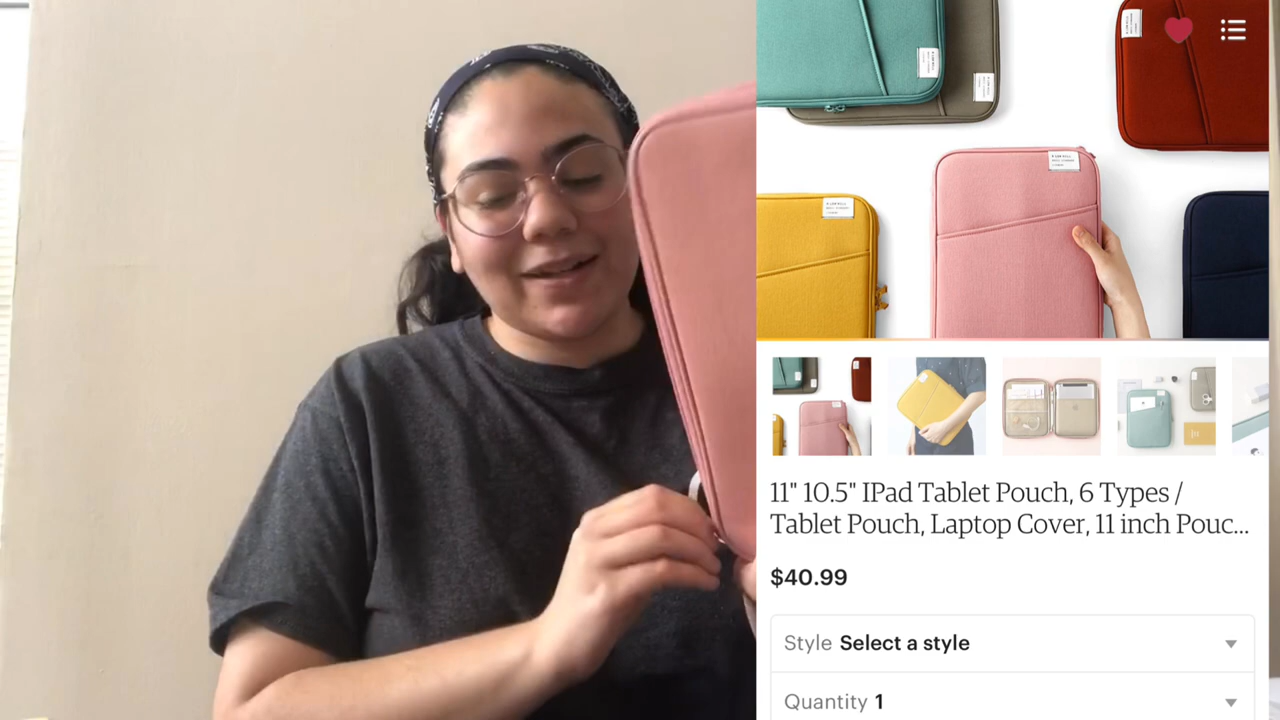 11" 10.5" IPad Tablet Pouch, 6 Types /
Tablet Pouch, Laptop Cover, 11 inch Pouc...
$40.99
Style Select a style
Quantity 1